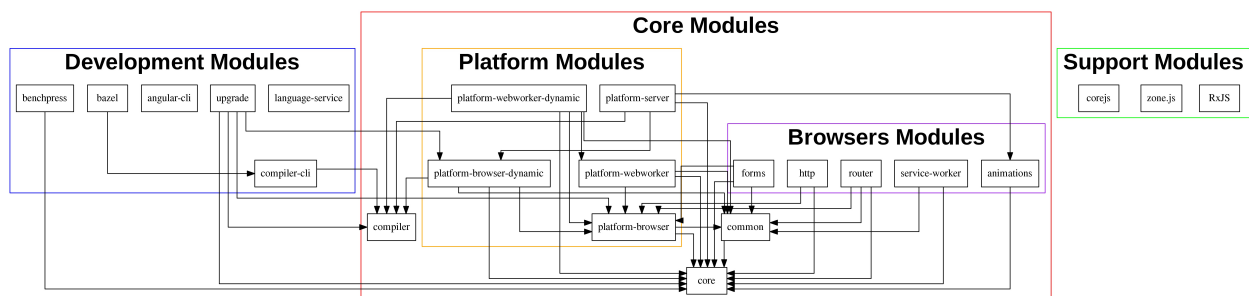 Core Modules
Development Modules
Platform Modules
Support Modules
benchpress
bazel
angular-cli
upgrade
language-service
platform-webworker-dynamic
platform-server
corejs
zone.js
RxJS
Browsers Modules
compiler-cli
platform-browser-dynamic
platform-webworker
forms
http
router
service-worker
animations
compiler
platform-browser
common
core